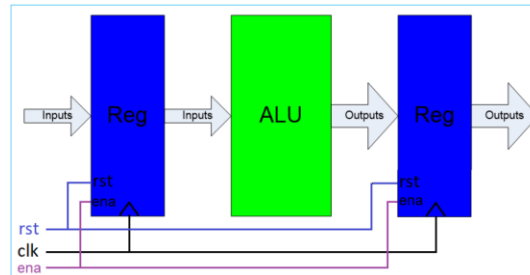 Inputs
Reg
Inputs
ALU
Outputs
Reg
Outputs
rst
ena
rst
ena
rst
clk
ena